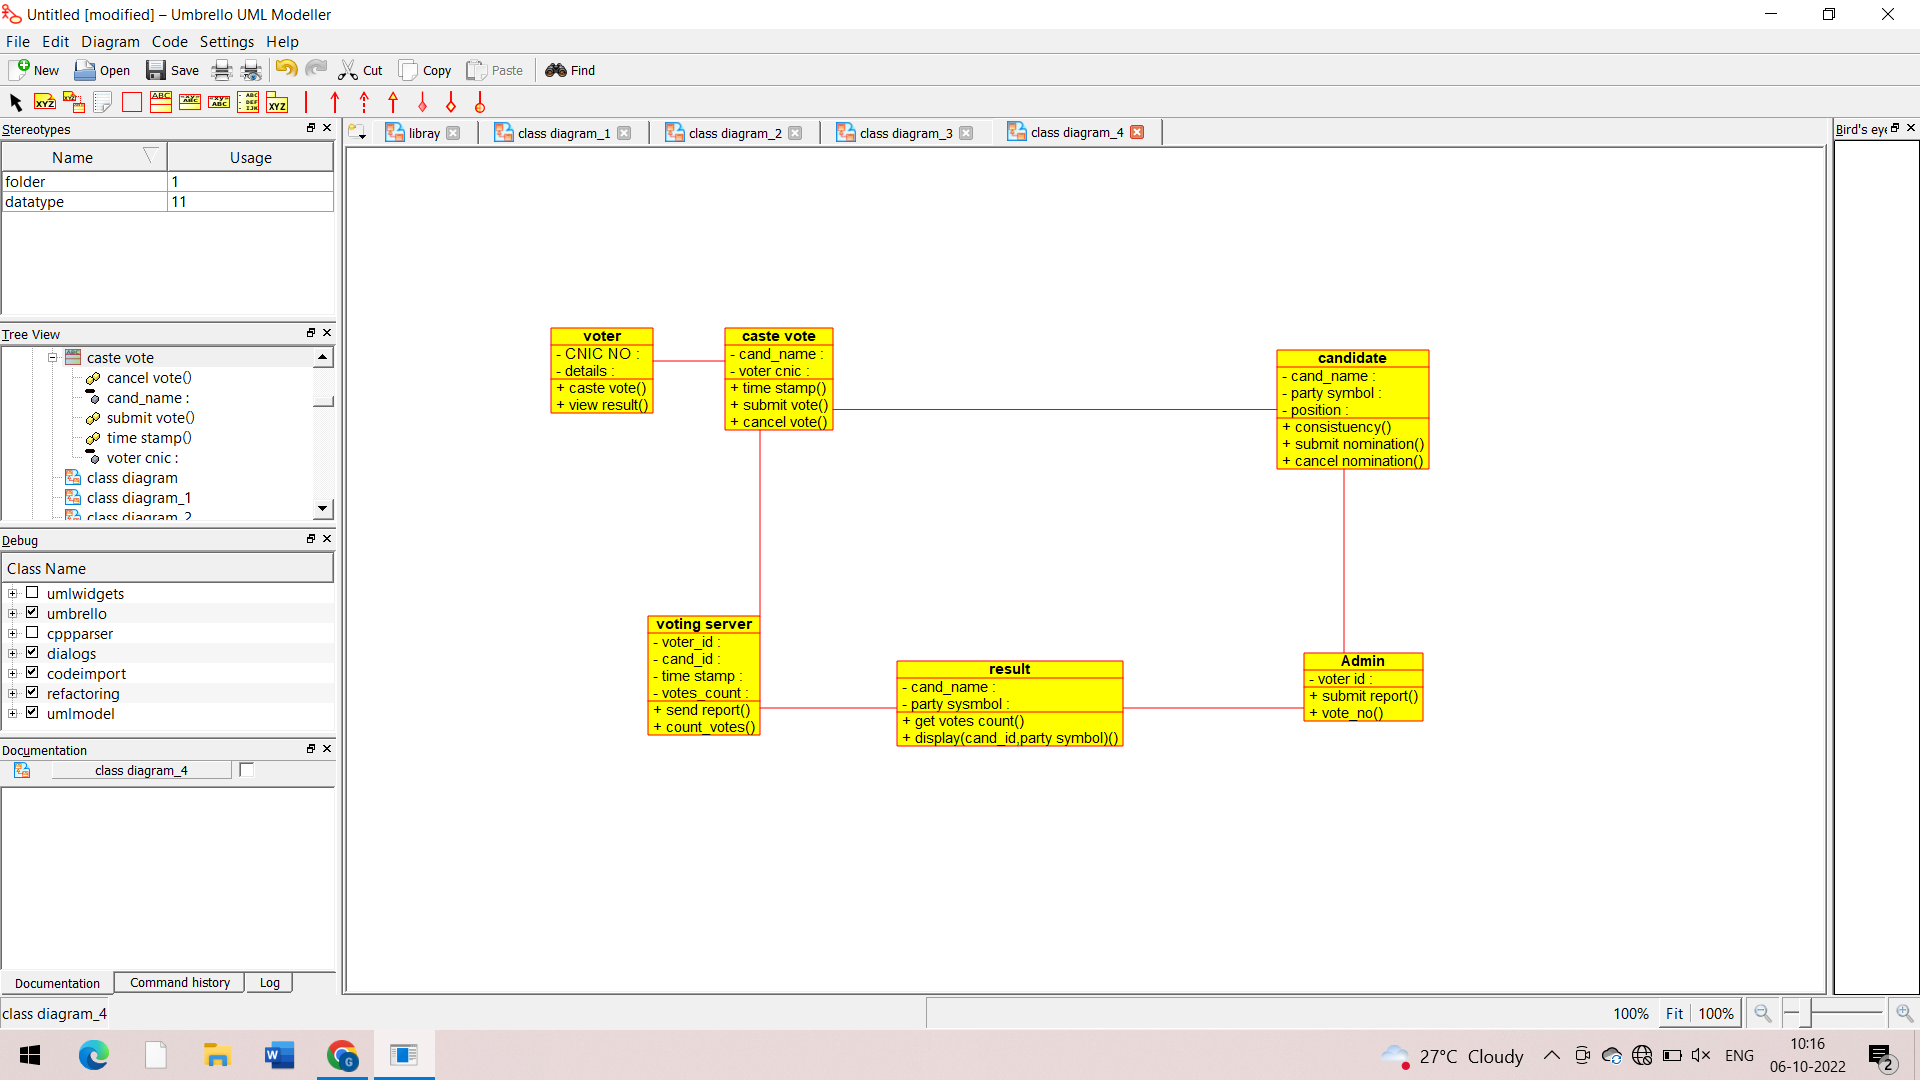 Untitled [modified] – Umbrello UML Modeller
File Edit Diagram Code Settings Help
New Open Save Cut Copy Paste Find
Stereotypes
Name Usage
folder 1
datatype 11
Tree View
caste vote
cancel vote()
cand_name :
submit vote()
time stamp()
voter cnic :
class diagram
class diagram_1
class diagram_2
Debug
Class Name
umlwidgets
umbrello
cppparser
dialogs
codeimport
refactoring
umlmodel
Documentation
class diagram_4
Documentation Command history Log
class diagram_4
libray class diagram_1 class diagram_2 class diagram_3 class diagram_4
voter
- CNIC NO :
- details :
+ caste vote()
+ view result()
caste vote
- cand_name :
- voter cnic :
+ time stamp()
+ submit vote()
+ cancel vote()
candidate
- cand_name :
- party symbol :
- position :
+ consistuency()
+ submit nomination()
+ cancel nomination()
voting server
- voter_id :
- cand_id :
- time stamp :
- votes_count :
+ send report()
+ count_votes()
result
- cand_name :
- party sysmbol :
+ get votes count()
+ display(cand_id,party symbol)()
Admin
- voter id :
+ submit report()
+ vote_no()
Bird's eye
100% Fit 100%
27°C Cloudy
ENG
10:16
06-10-2022
2